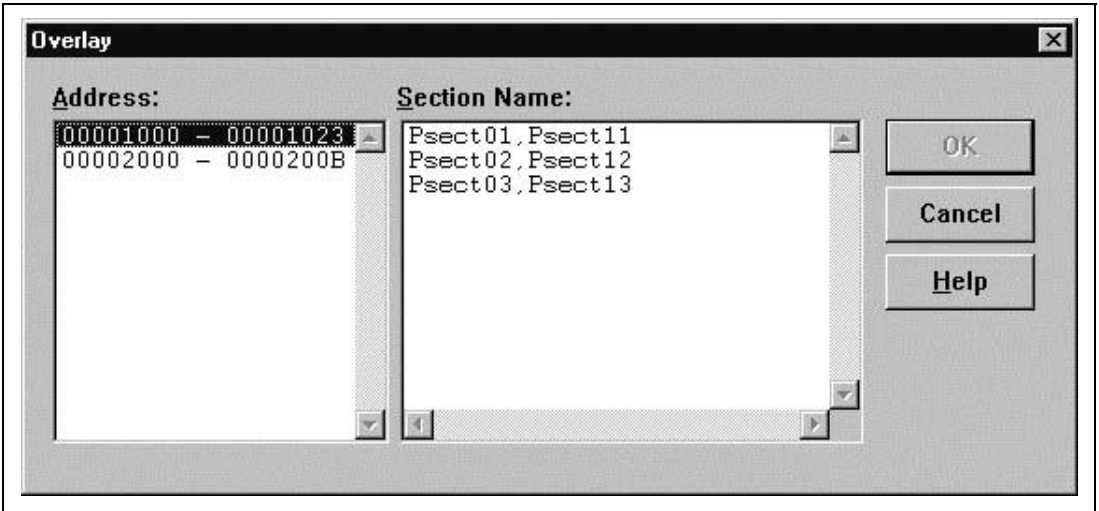 Overlay
Address:
Section Name:
00001000 - 00001023
00002000 - 0000200B
Psect01,Psect11
Psect02,Psect12
Psect03,Psect13
OK
Cancel
Help